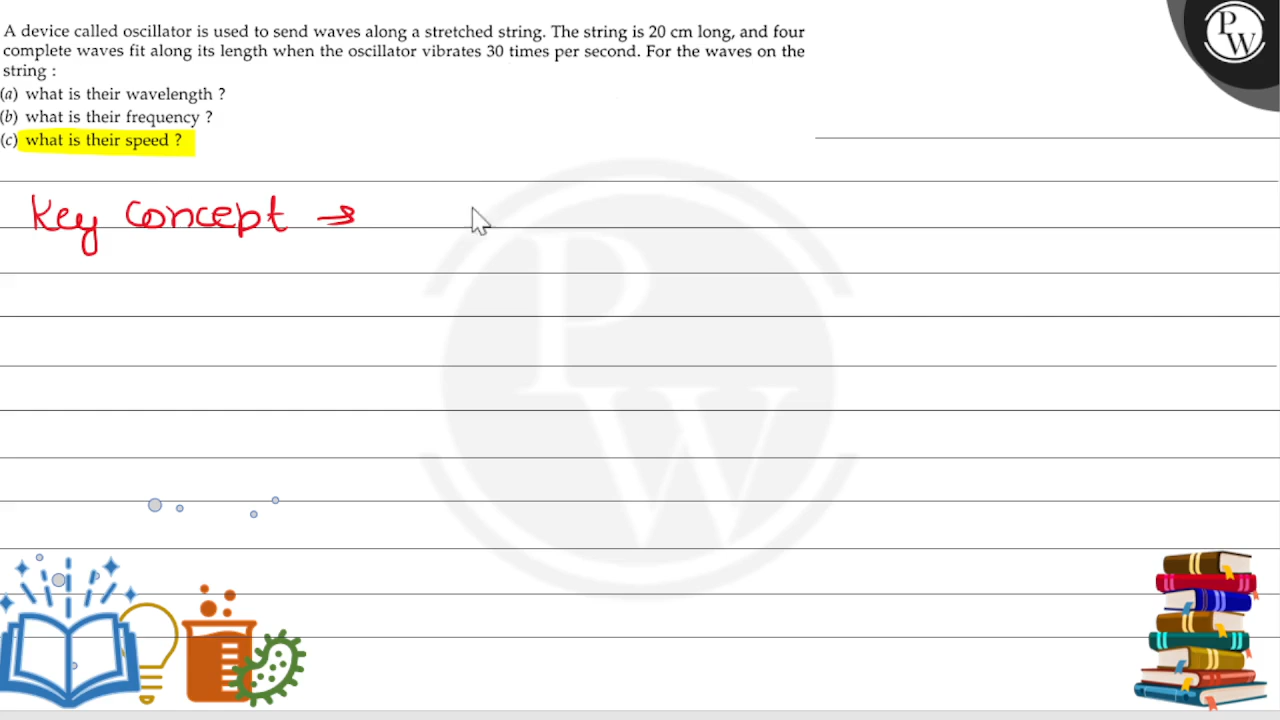 A device called oscillator is used to send waves along a stretched string. The string is 20 cm long, and four
complete waves fit along its length when the oscillator vibrates 30 times per second. For the waves on the
string :
(a) what is their wavelength ?
(b) what is their frequency ?
(c) what is their speed ?
Key concept →
P
W
P
W